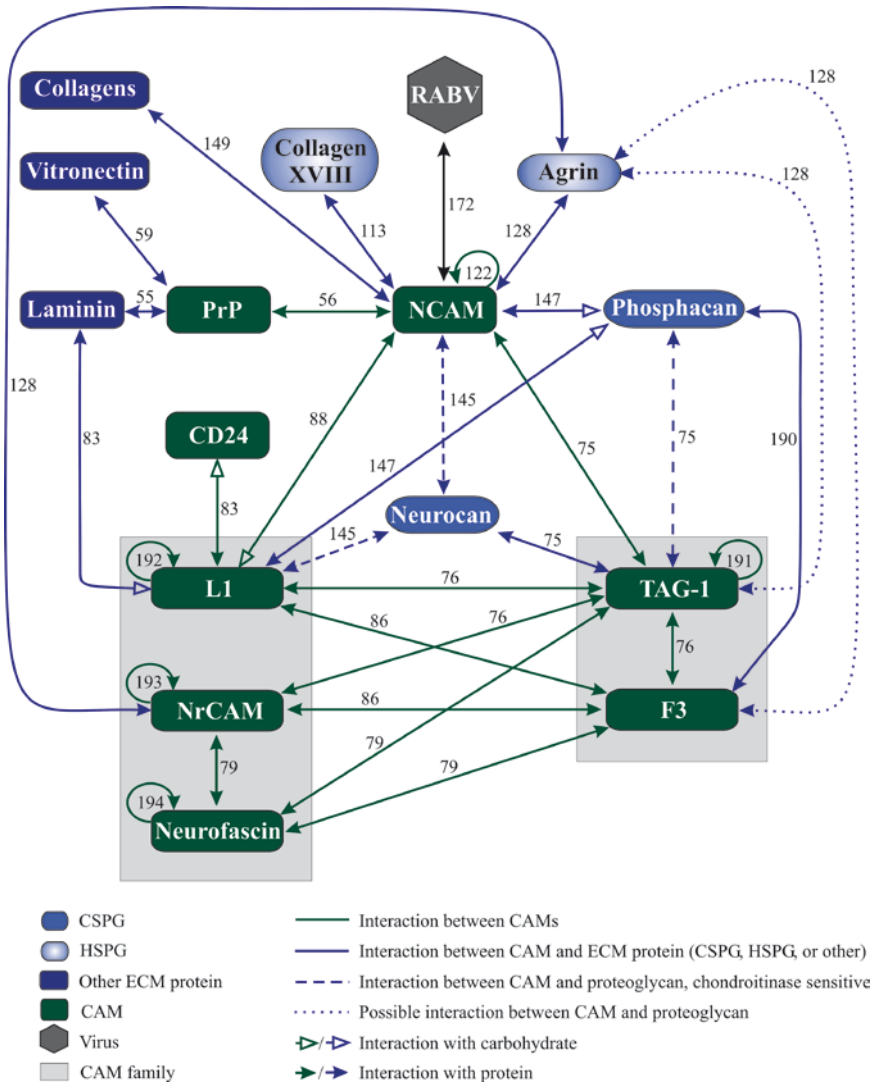 RABV
128
Collagens
149
Collagen
XVIII
Agrin
Vitronectin
128
172
59
113
128
122
Laminin
55
PrP
56
NCAM
147
Phosphacan
128
145
CD24
88
83
147
75
75
190
83
Neurocan
145
75
192
191
L1
76
TAG-1
86
76
76
193
NrCAM
86
F3
79
79
79
194
Neurofascin
CSPG
Interaction between CAMs
HSPG
Interaction between CAM and ECM protein (CSPG, HSPG, or other)
Other ECM protein
Interaction between CAM and proteoglycan, chondroitinase sensitive
CAM
Possible interaction between CAM and proteoglycan
Virus
/ Interaction with carbohydrate
CAM family
/ Interaction with protein